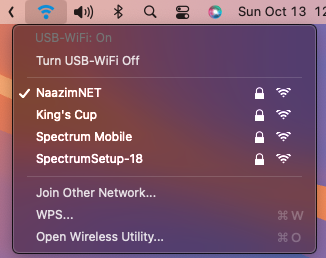 Sun Oct 13 12
USB-WiFi: On
Turn USB-WiFi Off
NaazimNET
King's Cup
Spectrum Mobile
SpectrumSetup-18
Join Other Network...
WPS... ⌘ W
Open Wireless Utility... ⌘ O